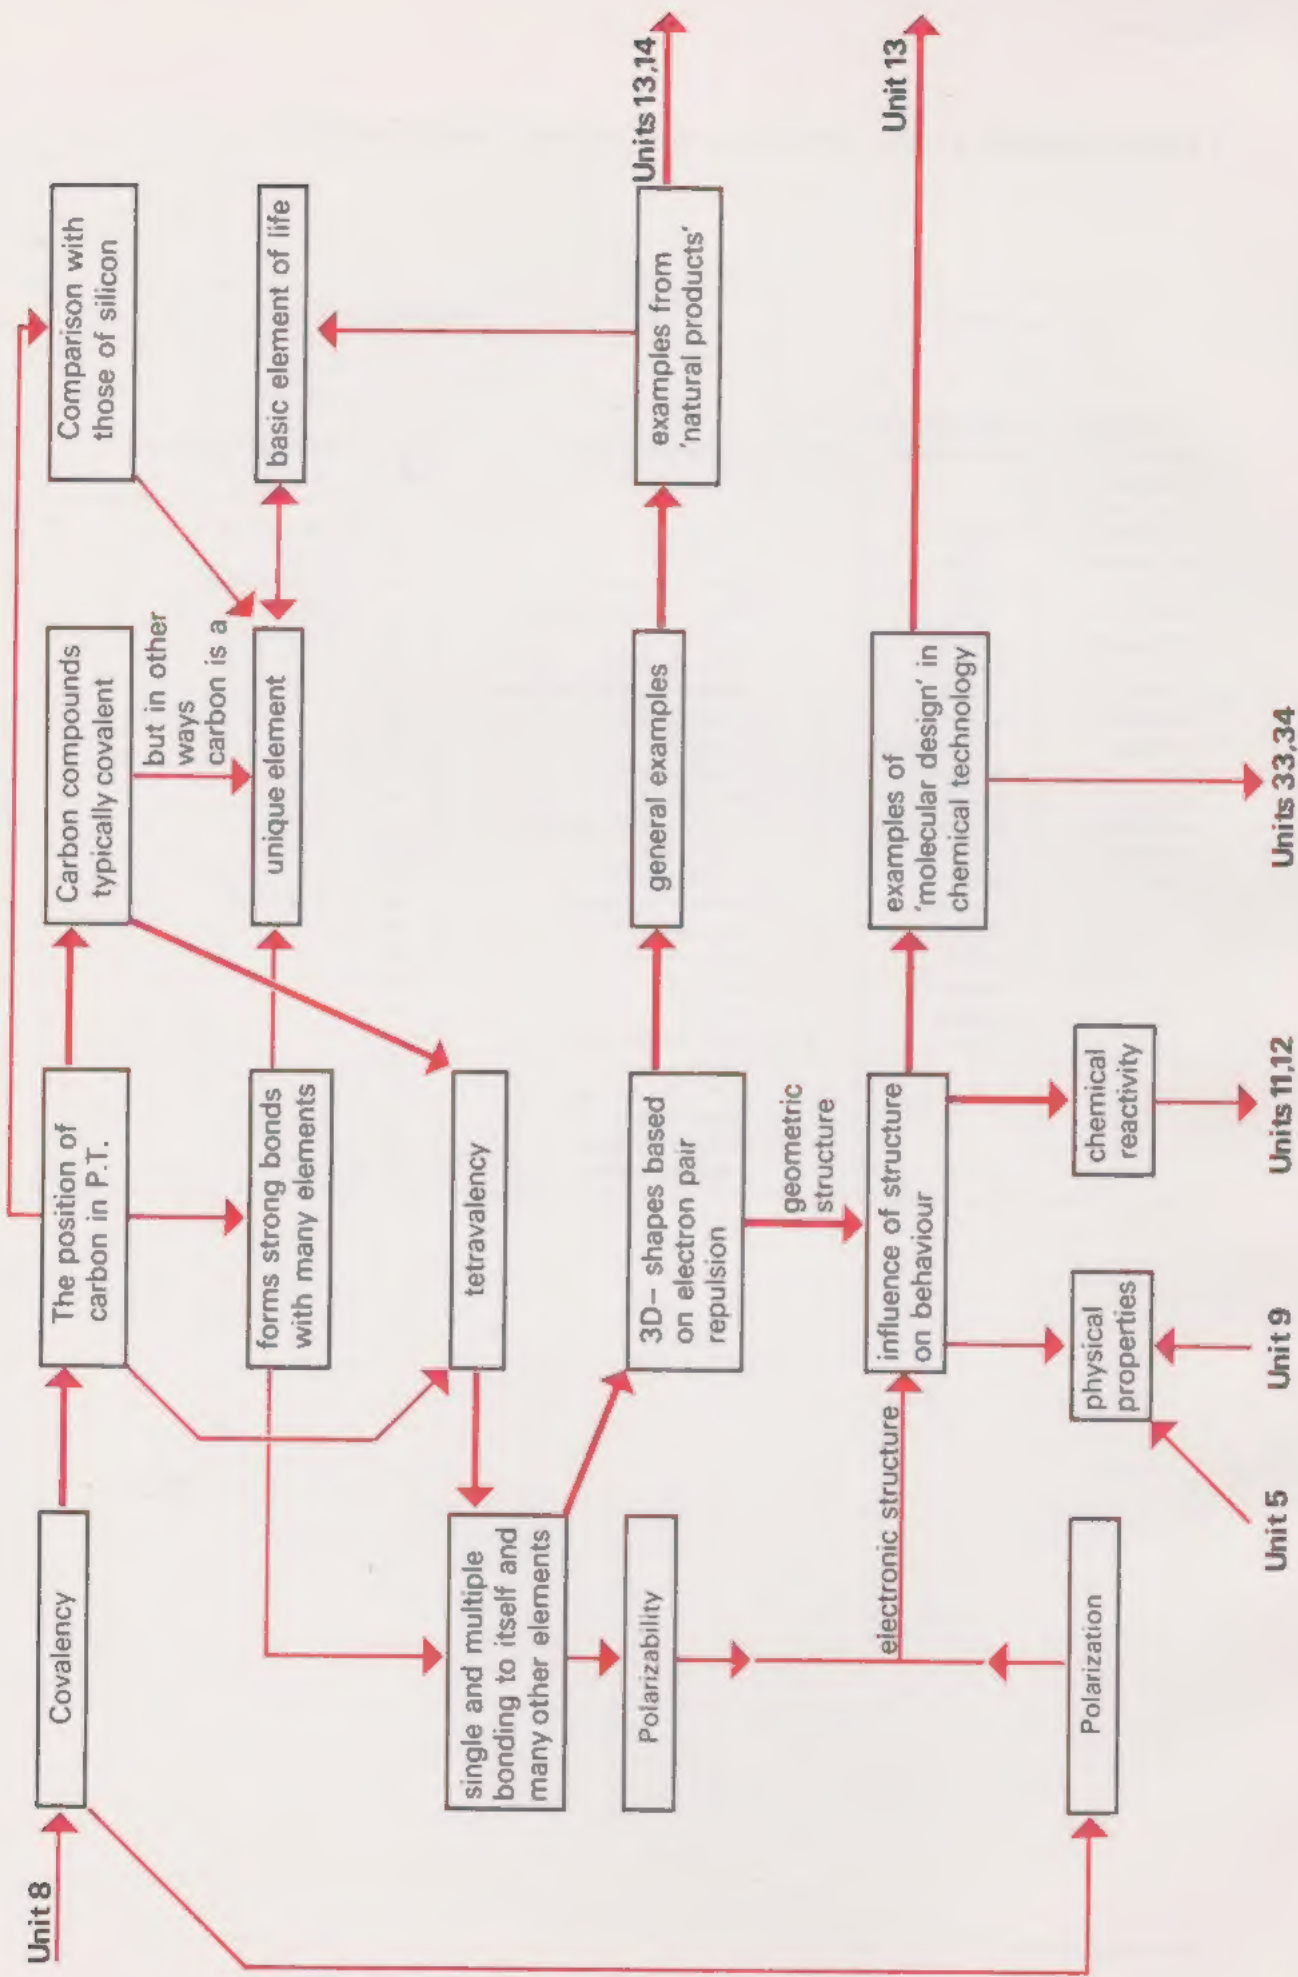 Unit 8
Covalency
The position of
carbon in P.T.
Carbon compounds
typically covalent
Comparison with
those of silicon
but in other
ways
carbon is a
forms strong bonds
with many elements
unique element
basic element of life
tetravalency
single and multiple
bonding to itself and
many other elements
Polarizability
3D– shapes based
on electron pair
repulsion
general examples
examples from
'natural products'
Units 13,14
geometric
structure
electronic structure
influence of structure
on behaviour
examples of
'molecular design' in
chemical technology
Unit 13
Polarization
physical
properties
chemical
reactivity
Unit 5
Unit 9
Units 11,12
Units 33,34